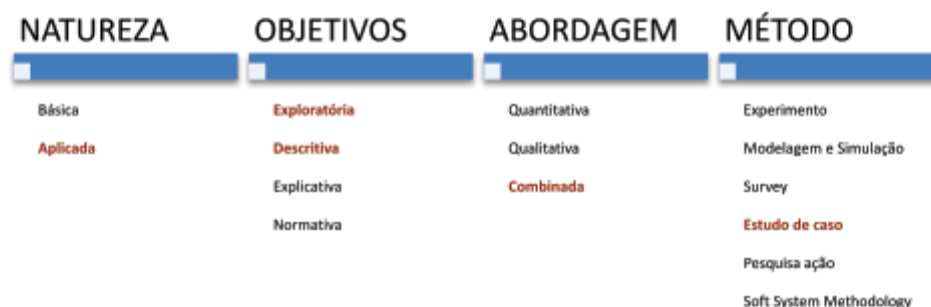 NATUREZA
Básica
Aplicada
OBJETIVOS
Exploratória
Descritiva
Explicativa
Normativa
ABORDAGEM
Quantitativa
Qualitativa
Combinada
MÉTODO
Experimento
Modelagem e Simulação
Survey
Estudo de caso
Pesquisa ação
Soft System Methodology